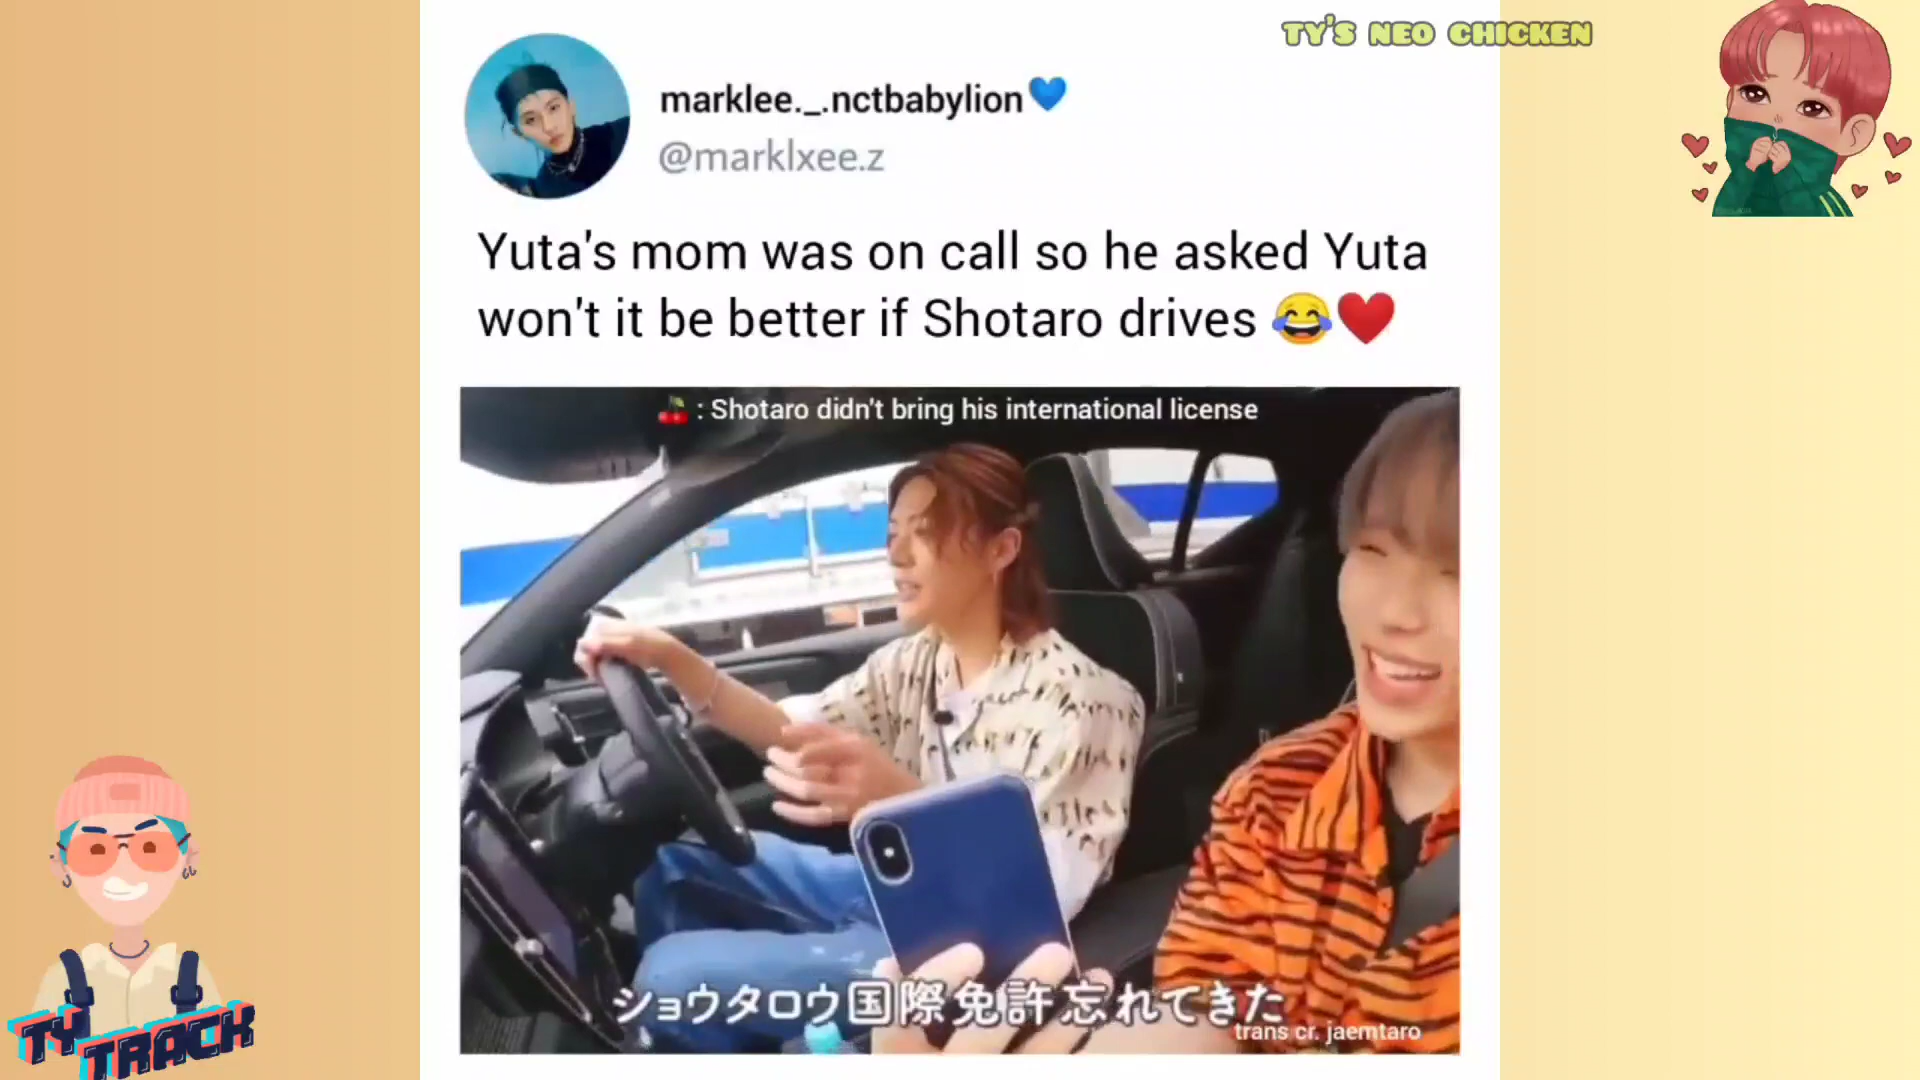 TY'S NEO CHICKEN
marklee._.nctbabylion💙
@marklxee.z
Yuta's mom was on call so he asked Yuta
won't it be better if Shotaro drives 😂❤️
🍒 : Shotaro didn't bring his international license
ショウタロウ国際免許忘れてきた
trans cr. jaemtaro
TY
TRACK